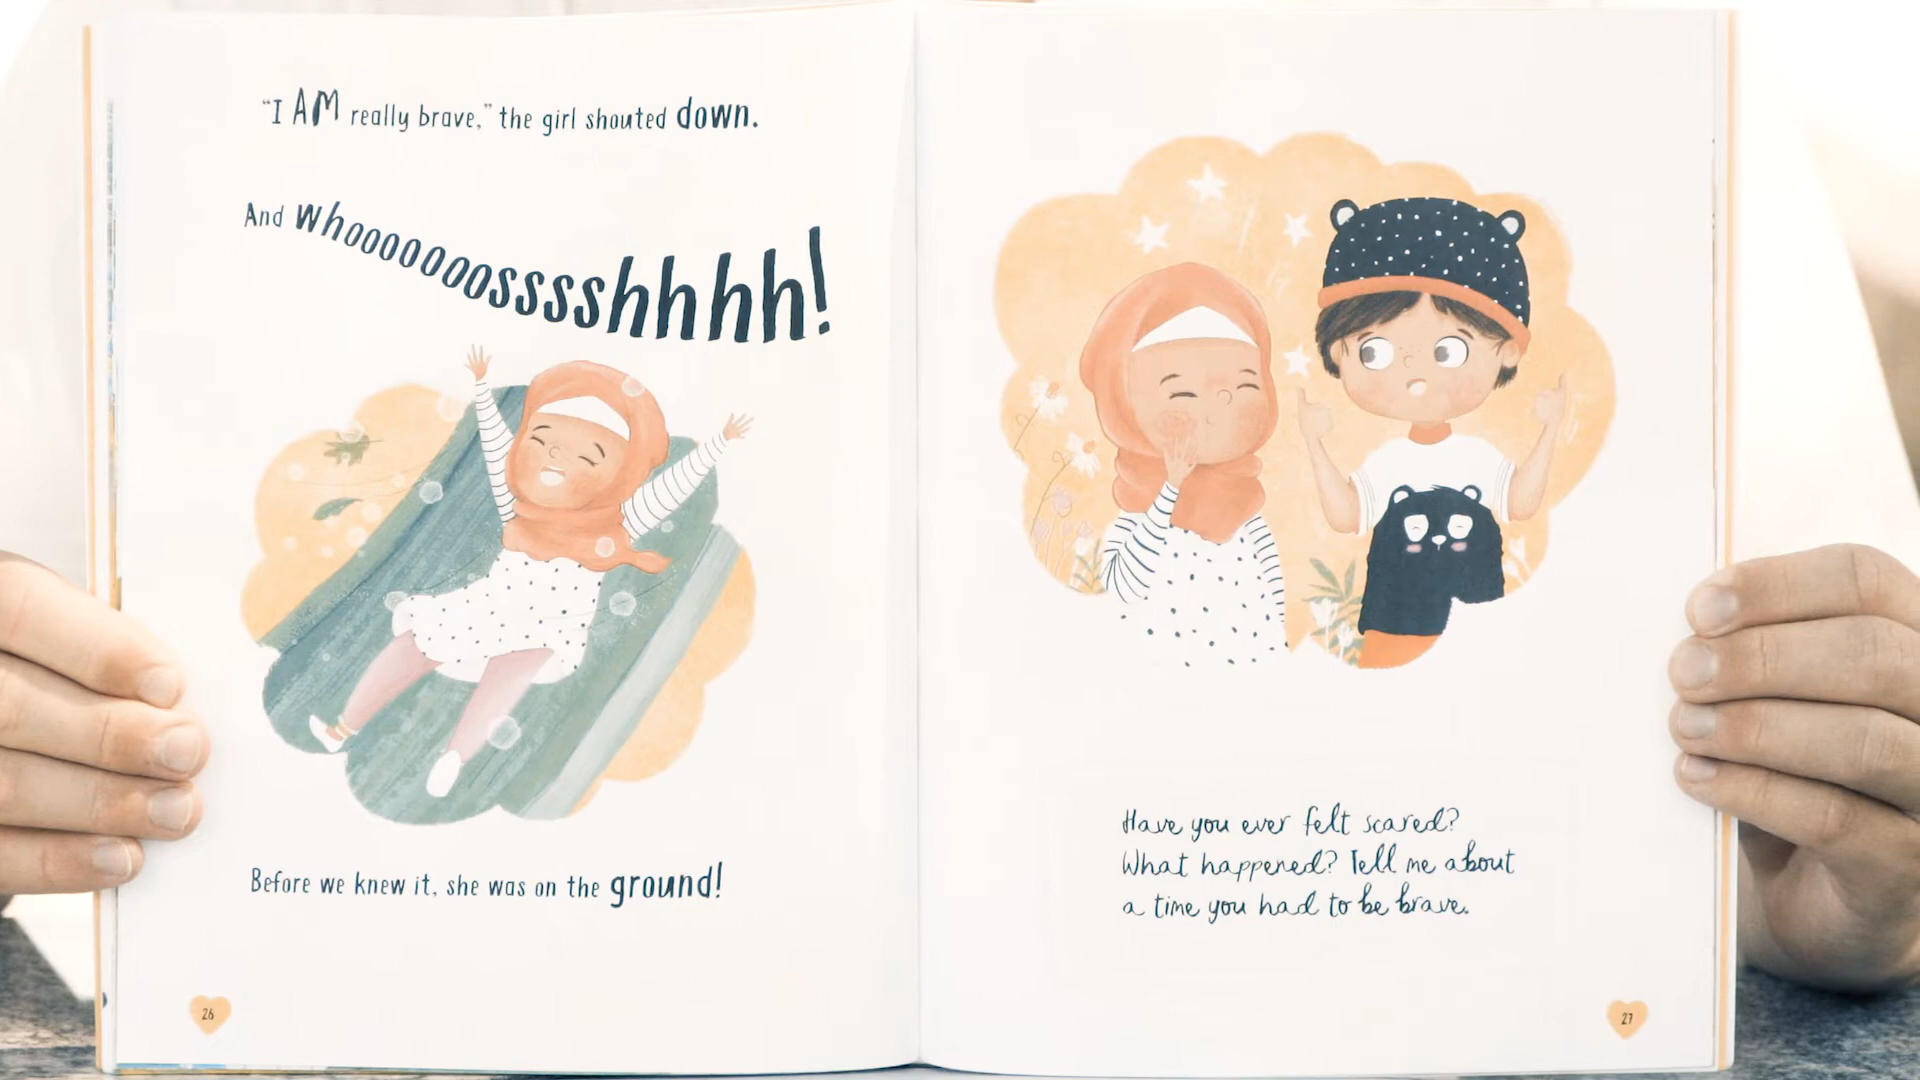 “I AM really brave,” the girl shouted down.
And whooooooossssshhhh!
Before we knew it, she was on the ground!
26
Have you ever felt scared?
What happened? Tell me about
a time you had to be brave.
27